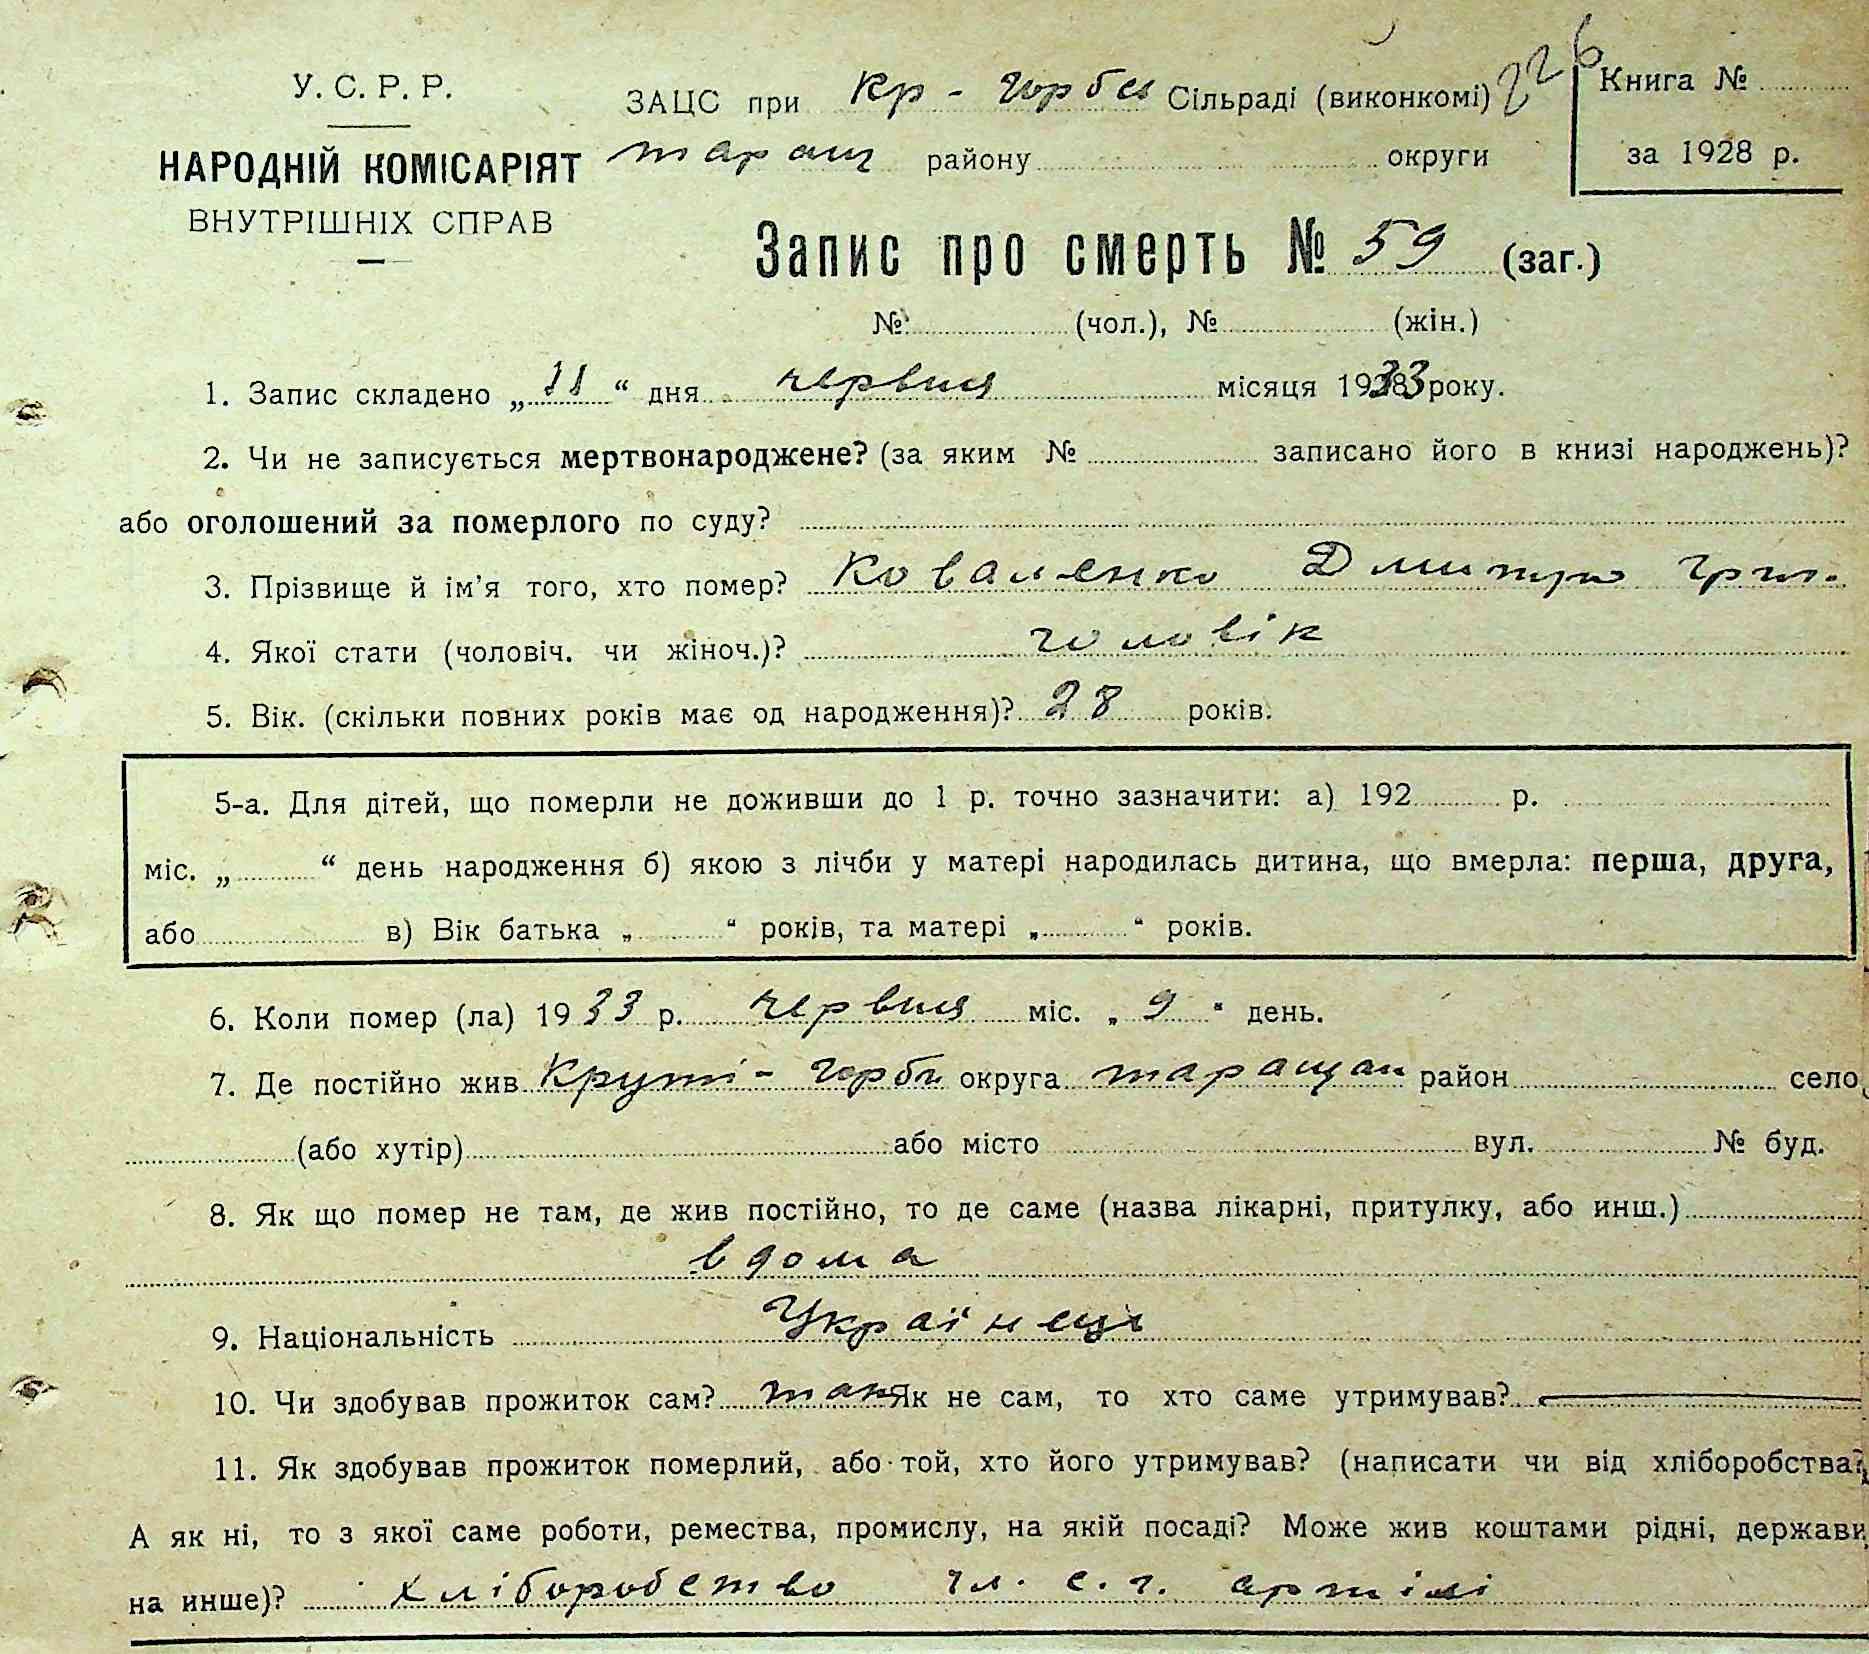 У. С. Р. Р.
НАРОДНІЙ КОМІСАРІЯТ
ВНУТРІШНІХ СПРАВ
ЗАЦС при Кр - Горби Сільраді (виконкомі) 226
таращ району округи
Книга №
за 1928 р.
Запис про смерть № 59 (заг.)
№ (чол.), № (жін.)
1. Запис складено „11“ дня червня місяця 1933 року.
2. Чи не записується мертвонароджене? (за яким № записано його в книзі народжень)?
або оголошений за померлого по суду?
3. Прізвище й ім'я того, хто помер? Коваленко Дмитро Григ.
4. Якої стати (чоловіч. чи жіноч.)? чоловік
5. Вік. (скільки повних років має од народження)? 28 років.
5-а. Для дітей, що померли не доживши до 1 р. точно зазначити: а) 192 р.
міс. „ “ день народження б) якою з лічби у матері народилась дитина, що вмерла: перша, друга,
або в) Вік батька „ “ років, та матері „ “ років.
6. Коли помер (ла) 1933 р. червня міс. „9“ день.
7. Де постійно жив Круті - Горби округа таращан район село
(або хутір) або місто вул. № буд.
8. Як що помер не там, де жив постійно, то де саме (назва лікарні, притулку, або инш.)
вдома
9. Національність Українець
10. Чи здобував прожиток сам? так Як не сам, то хто саме утримував? —
11. Як здобував прожиток померлий, або той, хто його утримував? (написати чи від хліборобства?
А як ні, то з якої саме роботи, ремества, промислу, на якій посаді? Може жив коштами рідні, держави
на инше)? хліборобство чл. с. г. артілі